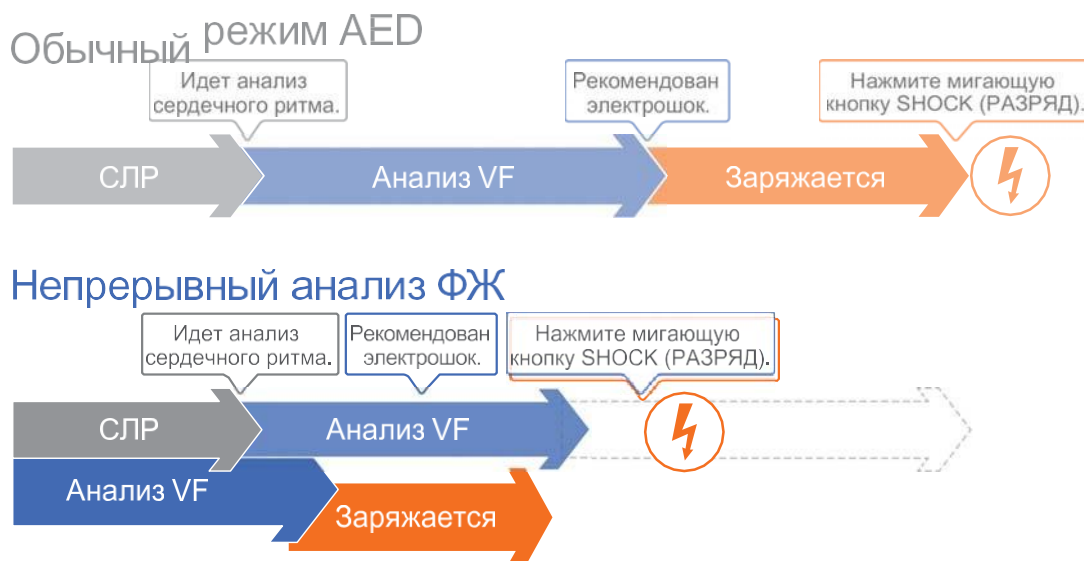 Обычный режим AED
Идет анализ
сердечного ритма.
Рекомендован
электрошок.
Нажмите мигающую
кнопку SHOCK (РАЗРЯД).
СЛР
Анализ VF
Заряжается
Непрерывный анализ ФЖ
Идет анализ
сердечного ритма.
Рекомендован
электрошок.
Нажмите мигающую
кнопку SHOCK (РАЗРЯД).
СЛР
Анализ VF
Анализ VF
Заряжается